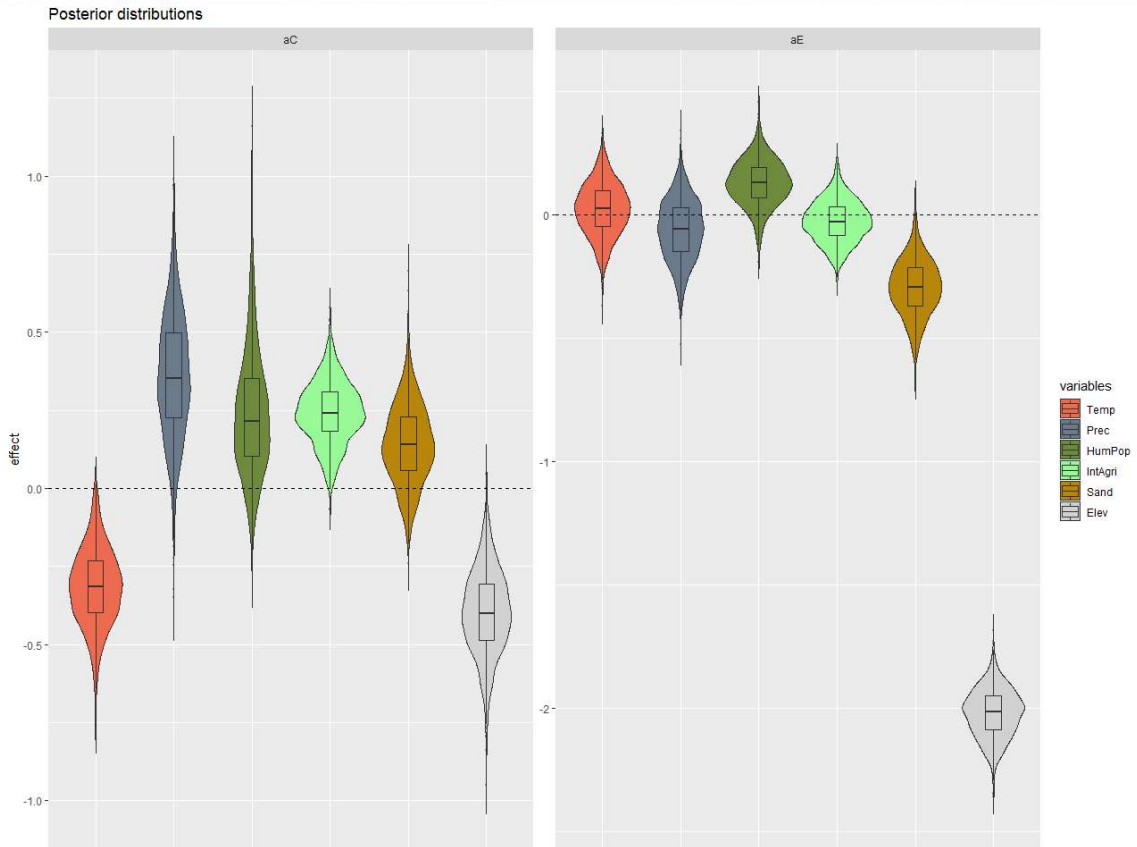 Posterior distributions
aC
aE
effect
1.0
0.5
0.0
-0.5
-1.0
0
-1
-2
variables
Temp
Prec
HumPop
IntAgri
Sand
Elev